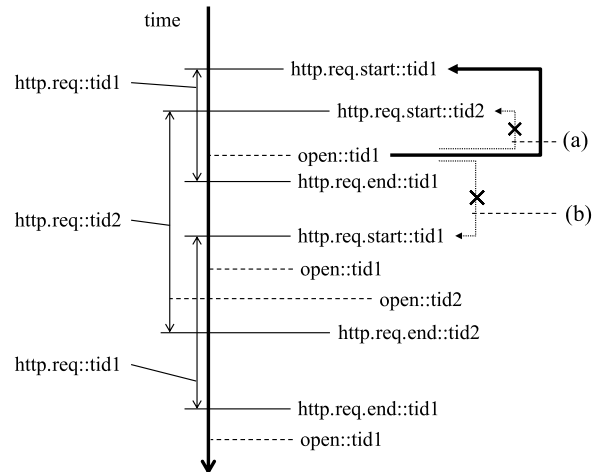 time
http.req.start::tid1
http.req::tid1
http.req.start::tid2
(a)
open::tid1
http.req.end::tid1
(b)
http.req::tid2
http.req.start::tid1
open::tid1
open::tid2
http.req.end::tid2
http.req::tid1
http.req.end::tid1
open::tid1